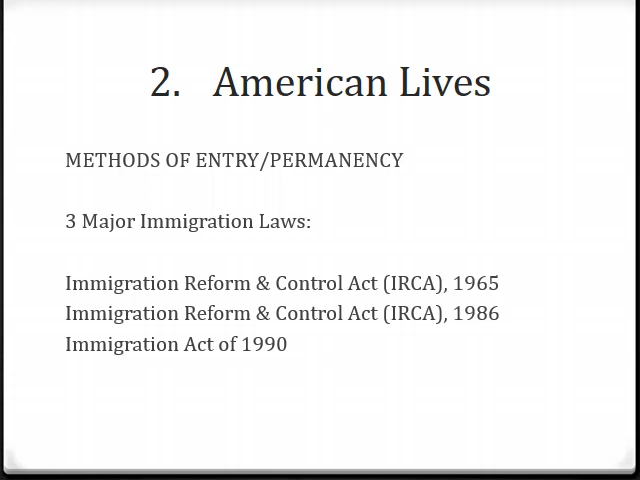 2. American Lives
METHODS OF ENTRY/PERMANENCY
3 Major Immigration Laws:
Immigration Reform & Control Act (IRCA), 1965
Immigration Reform & Control Act (IRCA), 1986
Immigration Act of 1990